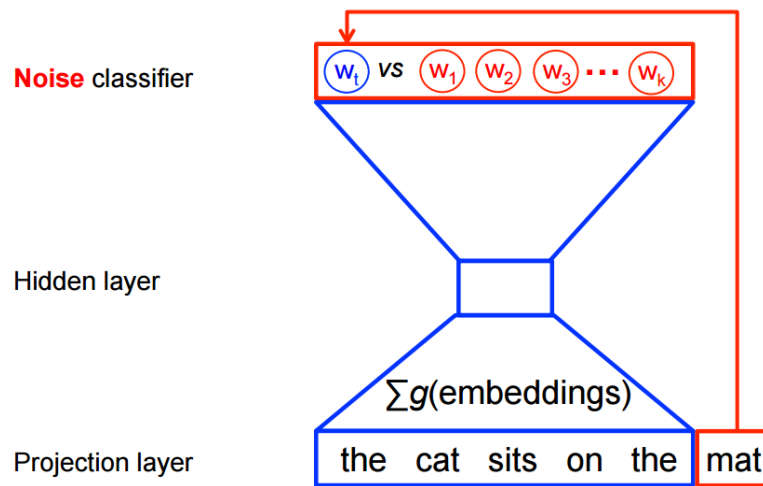 Noise classifier
w_t vs w_1 w_2 w_3 ... w_k
Hidden layer
∑g(embeddings)
Projection layer the cat sits on the mat